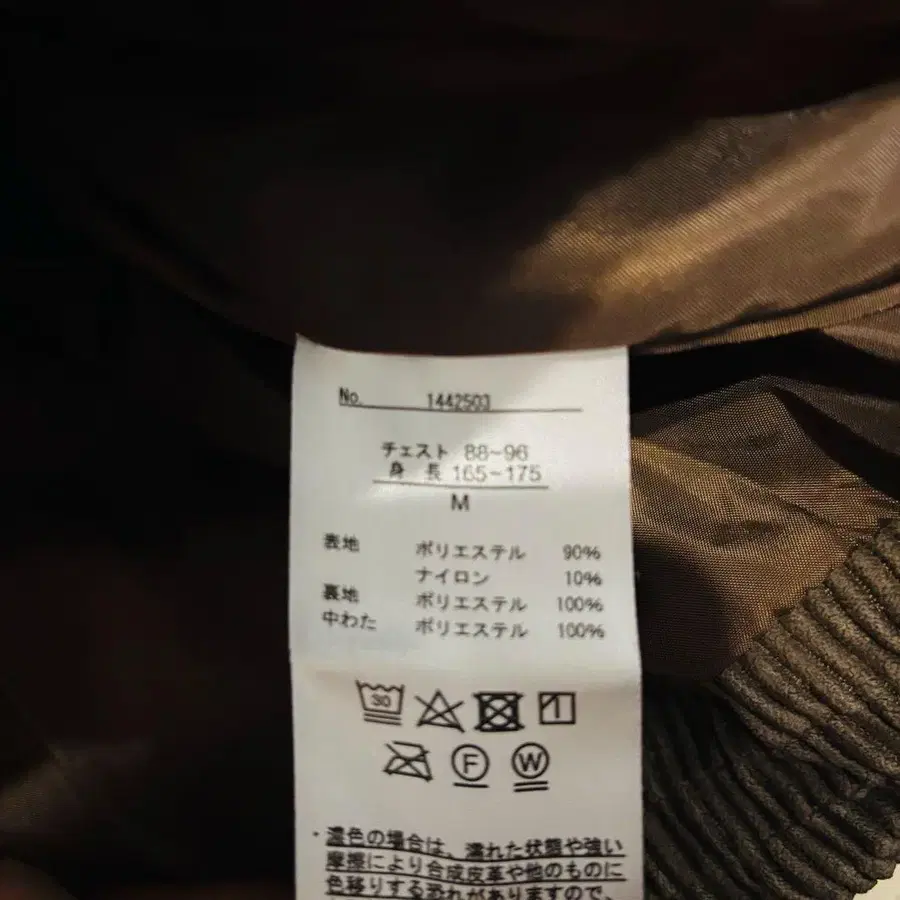 No. 1442503
チェスト 88~96
身長 165~175
M
表地 ポリエステル 90%
ナイロン 10%
裏地 ポリエステル 100%
中わた ポリエステル 100%
30
1
F W
・濃色の場合は、濡れた状態や強い
摩擦により合成皮革や他のものに
色移りする恐れがありますので、